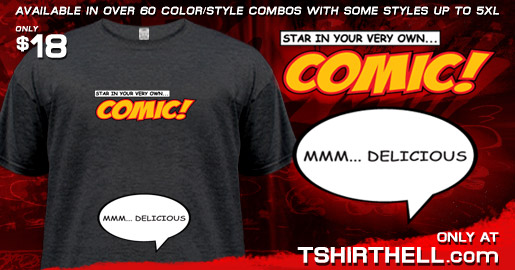 AVAILABLE IN OVER 60 COLOR/STYLE COMBOS WITH SOME STYLES UP TO 5XL
ONLY
$18
STAR IN YOUR VERY OWN...
COMIC!
MMM... DELICIOUS
STAR IN YOUR VERY OWN...
COMIC!
MMM... DELICIOUS
ONLY AT
TSHIRTHELL.com